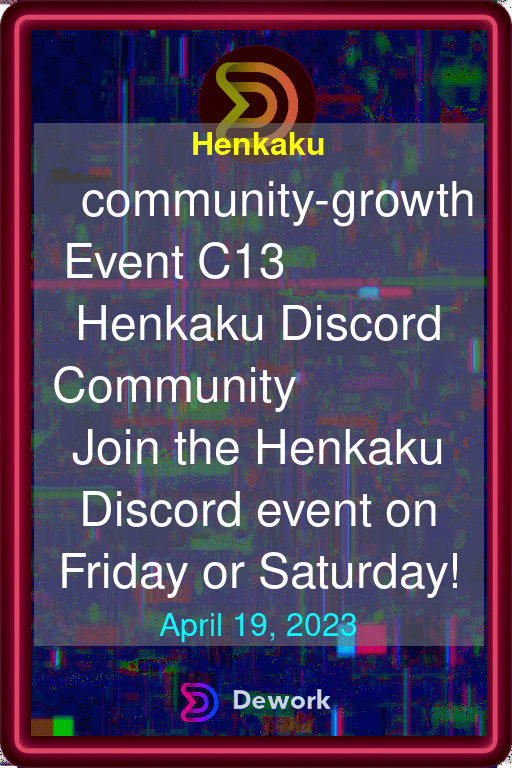 Henkaku
community-growth
Event C13
Henkaku Discord
Community
Join the Henkaku
Discord event on
Friday or Saturday!
April 19, 2023
Dework